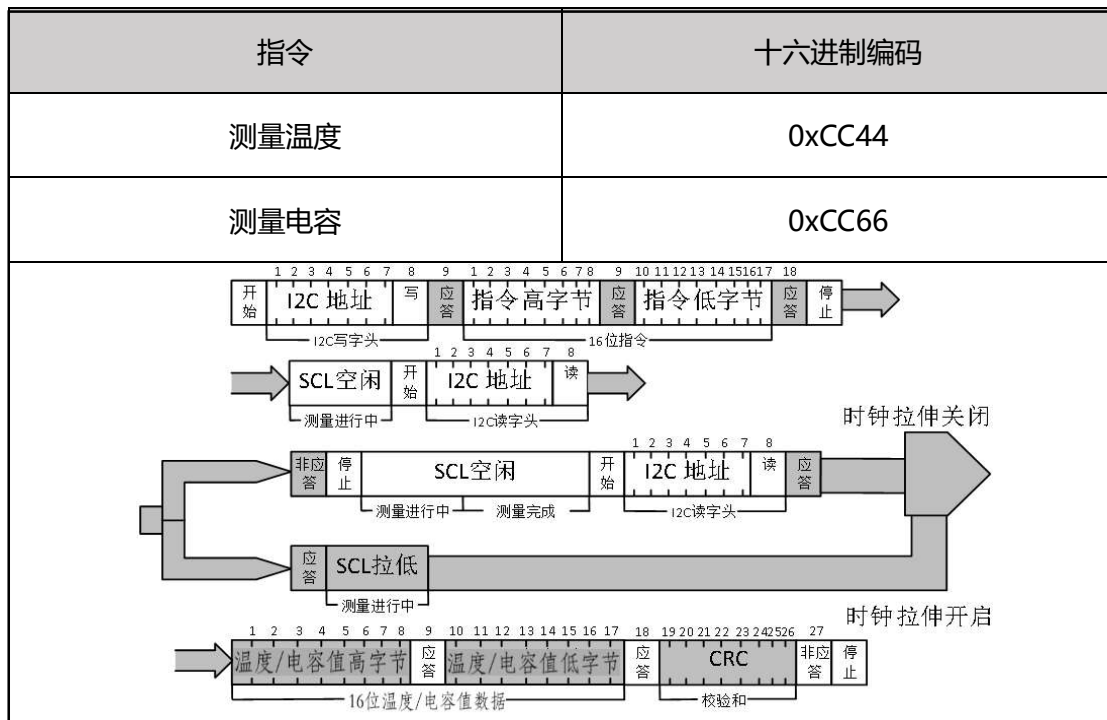 指令 十六进制编码
测量温度 0xCC44
测量电容 0xCC66
1 2 3 4 5 6 7 8 9 1 2 3 4 5 6 7 8 9 10 11 12 13 14 15 16 17 18
开始 I2C 地址 写 应答 指令高字节 应答 指令低字节 应答 停止
I2C写字头 16位指令
1 2 3 4 5 6 7 8
SCL空闲 开始 I2C 地址 读
测量进行中 I2C读字头
时钟拉伸关闭
1 2 3 4 5 6 7 8
非应答 停止 SCL空闲 开始 I2C 地址 读 应答
测量进行中 测量完成 I2C读字头
应答 SCL拉低
测量进行中
时钟拉伸开启
1 2 3 4 5 6 7 8 9 10 11 12 13 14 15 16 17 18 19 20 21 22 23 24 25 26 27
温度/电容值高字节 应答 温度/电容值低字节 应答 CRC 非应答 停止
16位温度/电容值数据 校验和